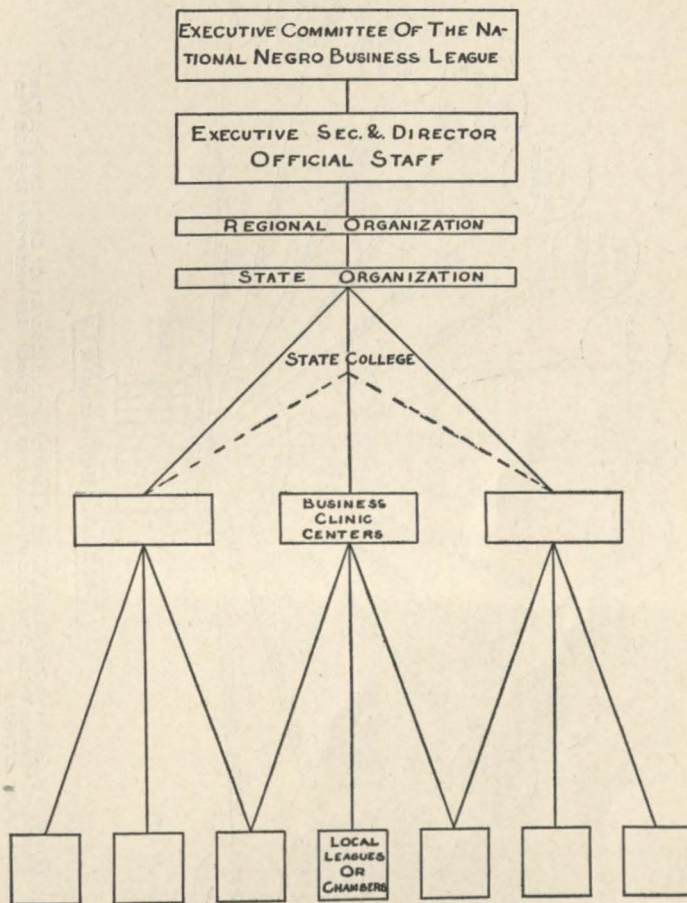 EXECUTIVE COMMITTEE OF THE NA-
TIONAL NEGRO BUSINESS LEAGUE
EXECUTIVE SEC. & DIRECTOR
OFFICIAL STAFF
REGIONAL ORGANIZATION
STATE ORGANIZATION
STATE COLLEGE
BUSINESS
CLINIC
CENTERS
LOCAL
LEAGUES
OR
CHAMBERS